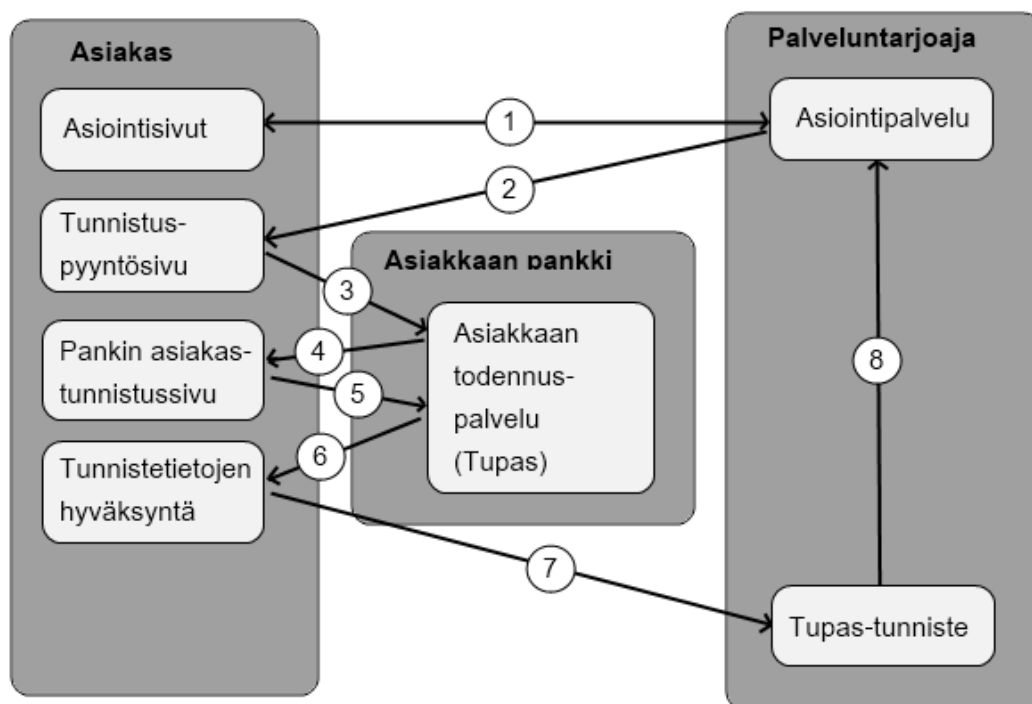 Asiakas
Asiointisivut
Tunnistus-
pyyntösivu
Pankin asiakas-
tunnistussivu
Tunnistetietojen
hyväksyntä
1
2
3
4
5
6
7
8
Asiakkaan pankki
Asiakkaan
todennus-
palvelu
(Tupas)
Palveluntarjoaja
Asiointipalvelu
Tupas-tunniste